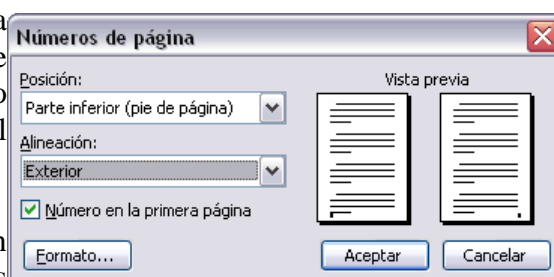 Números de página
Posición:
Vista previa
Parte inferior (pie de página)
Alineación:
Exterior
Número en la primera página
Formato...
Aceptar
Cancelar